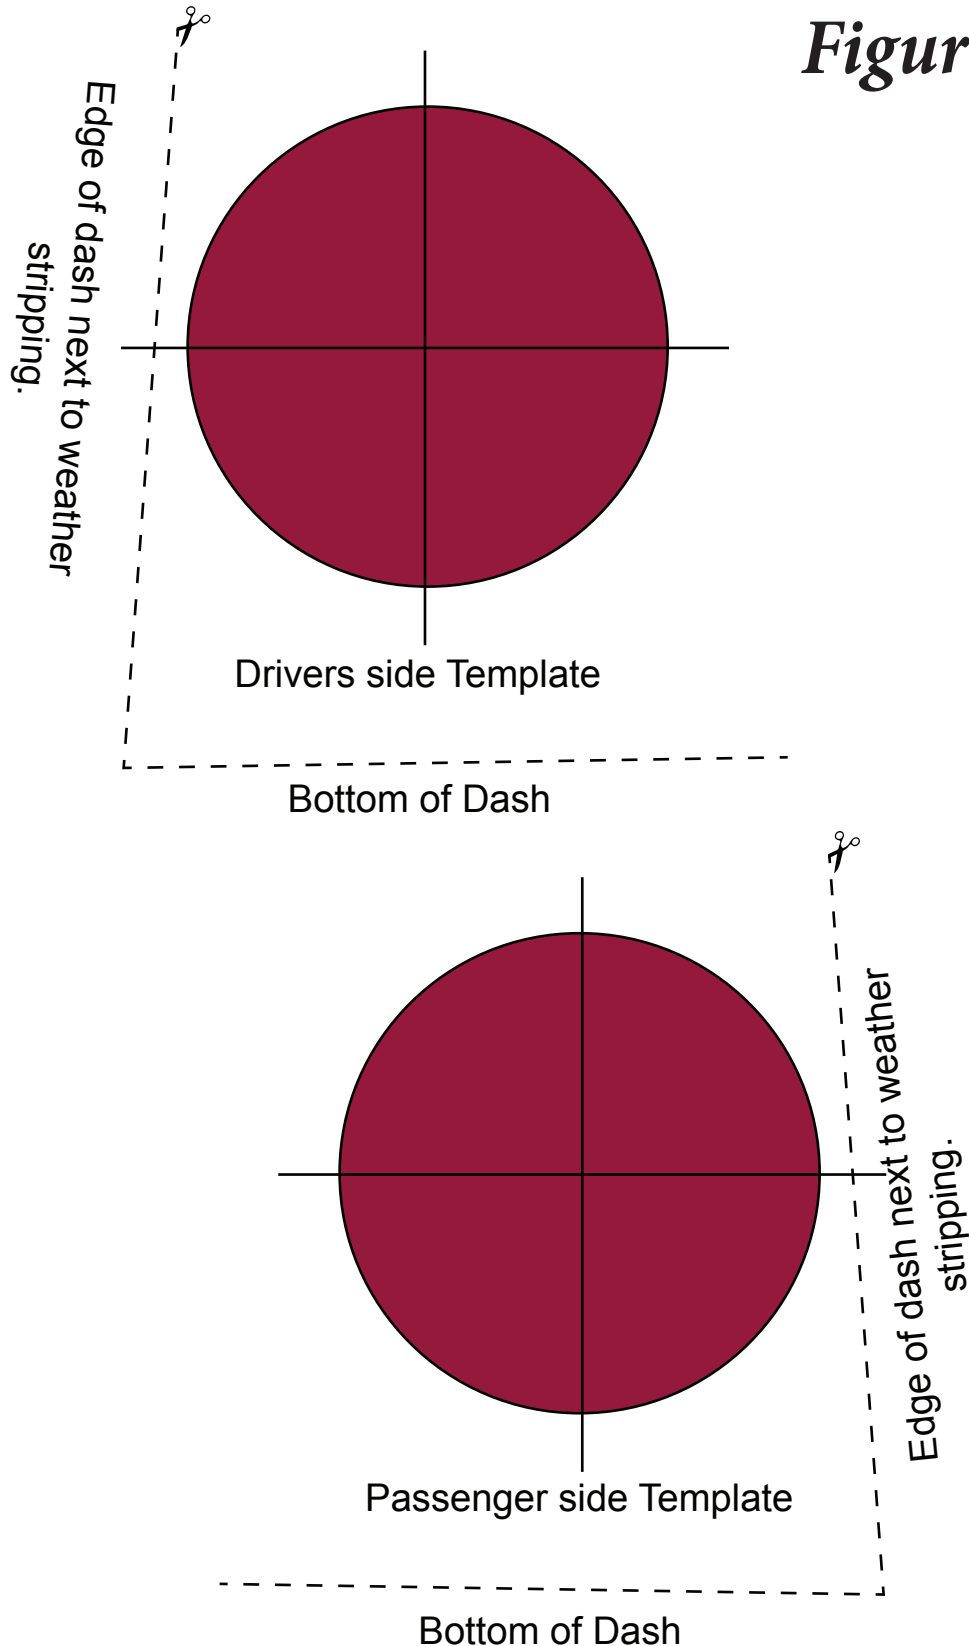 Figur
Edge of dash next to weather
stripping.
Drivers side Template
Bottom of Dash
Edge of dash next to weather
stripping.
Passenger side Template
Bottom of Dash